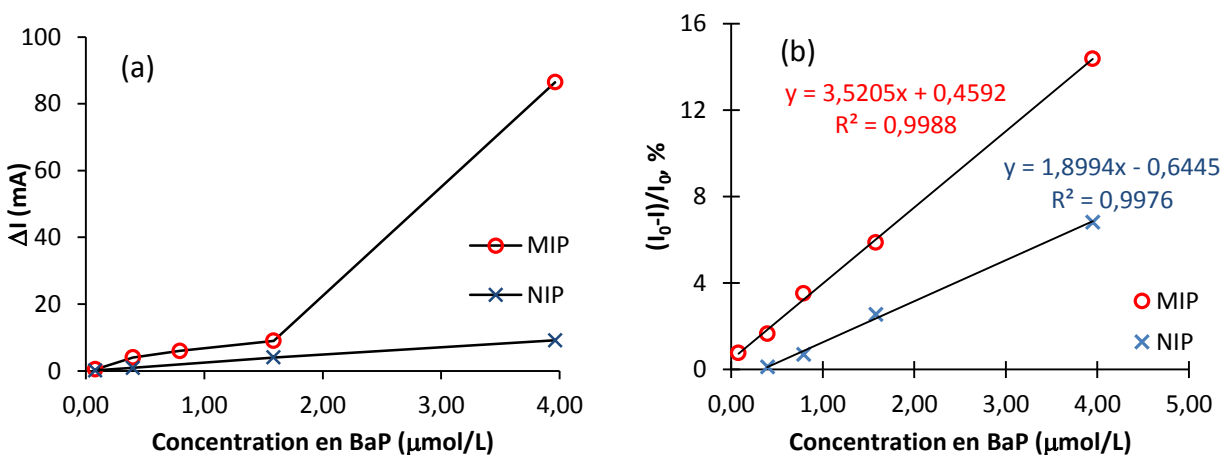 (a)
100
80
60
40
20
0
ΔI (mA)
MIP
NIP
0,00 1,00 2,00 3,00 4,00
Concentration en BaP (μmol/L)
(b)
16
12
8
4
0
(I₀-I)/I₀, %
y = 3,5205x + 0,4592
R² = 0,9988
y = 1,8994x - 0,6445
R² = 0,9976
MIP
NIP
0,00 1,00 2,00 3,00 4,00 5,00
Concentration en BaP (μmol/L)